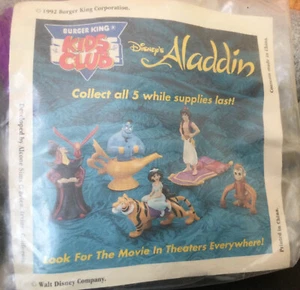 © 1992 Burger King Corporation.
BURGER KING®
KIDS
CLUB
Disney's
Aladdin
Collect all 5 while supplies last!
Look For The Movie In Theaters Everywhere!
© Walt Disney Company.
Printed in China.